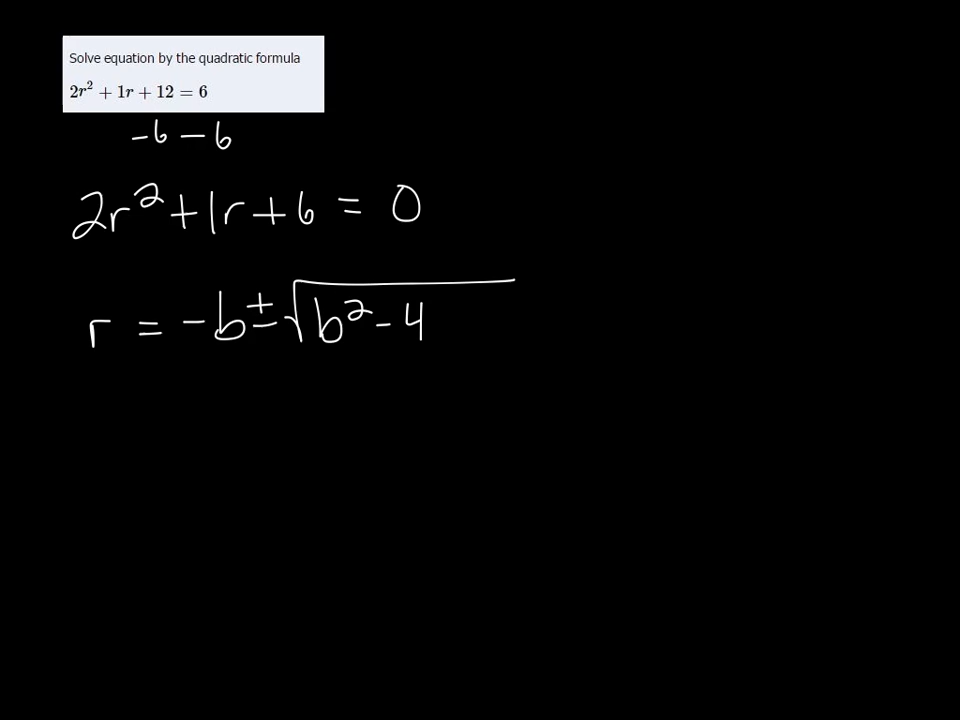 Solve equation by the quadratic formula
2r² + 1r + 12 = 6
-6 - 6
2r² + 1r + 6 = 0
r = -b ± √b² - 4